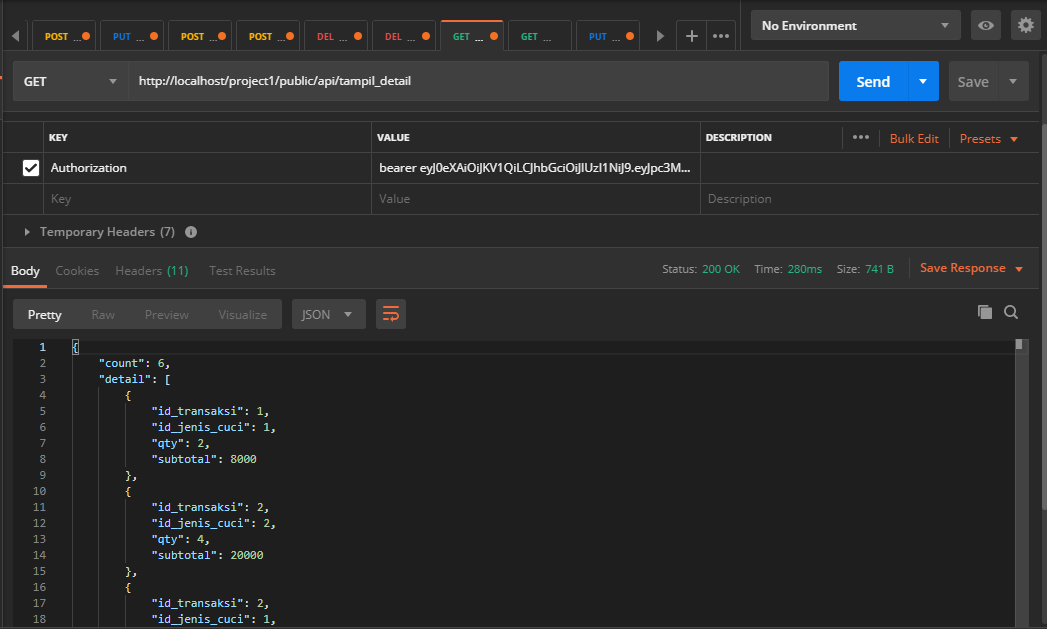 POST ... PUT ... POST ... POST ... DEL ... DEL ... GET ... GET ... PUT ... + ••• No Environment
GET http://localhost/project1/public/api/tampil_detail Send Save
KEY VALUE DESCRIPTION ••• Bulk Edit Presets
Authorization bearer eyJ0eXAiOiJKV1QiLCJhbGciOiJIUzI1NiJ9.eyJpc3M...
Key Value Description
Temporary Headers (7)
Body Cookies Headers (11) Test Results Status: 200 OK Time: 280ms Size: 741 B Save Response
Pretty Raw Preview Visualize JSON
1 {
2 "count": 6,
3 "detail": [
4 {
5 "id_transaksi": 1,
6 "id_jenis_cuci": 1,
7 "qty": 2,
8 "subtotal": 8000
9 },
10 {
11 "id_transaksi": 2,
12 "id_jenis_cuci": 2,
13 "qty": 4,
14 "subtotal": 20000
15 },
16 {
17 "id_transaksi": 2,
18 "id_jenis_cuci": 1,